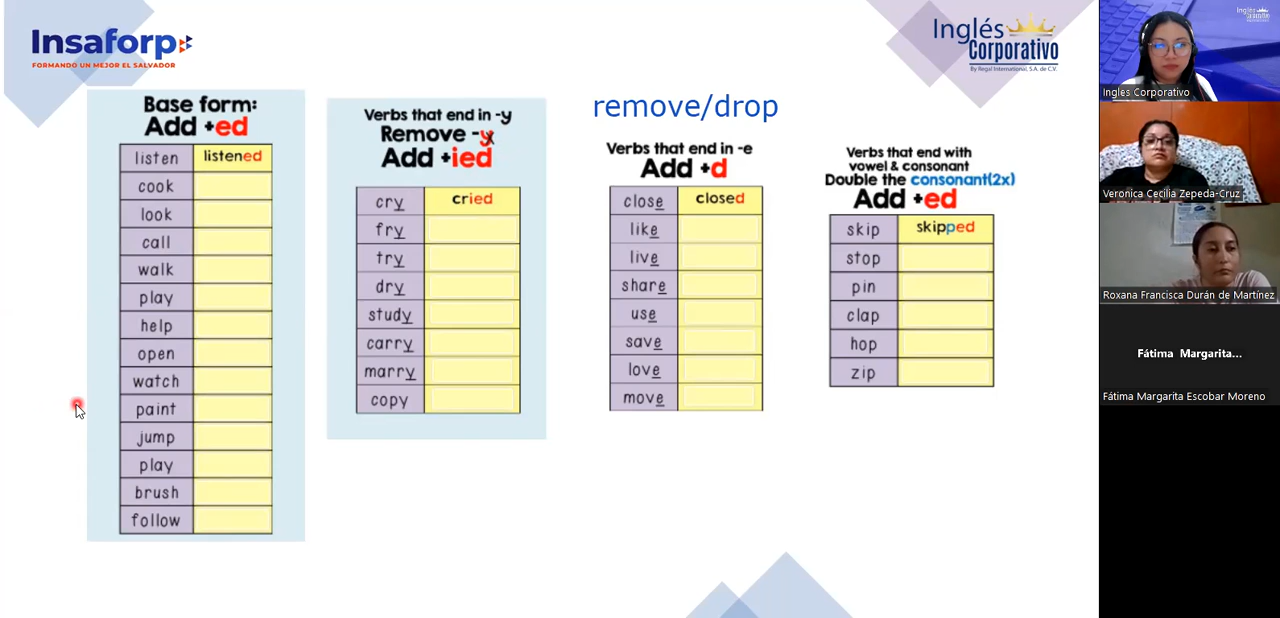 Insaforp
FORMANDO UN MEJOR EL SALVADOR
Inglés
Corporativo
By Regal International, S.A. de C.V.
Base form:
Add +ed
listen listened
cook
look
call
walk
play
help
open
watch
paint
jump
play
brush
follow
Verbs that end in -y
Remove -y
Add +ied
cry cried
fry
try
dry
study
carry
marry
copy
remove/drop
Verbs that end in -e
Add +d
close closed
like
live
share
use
save
love
move
Verbs that end with
vowel & consonant
Double the consonant(2x)
Add +ed
skip skipped
stop
pin
clap
hop
zip
Inglés
Corporativo
Ingles Corporativo
Veronica Cecilia Zepeda-Cruz
Roxana Francisca Durán de Martínez
Fátima Margarita...
Fátima Margarita Escobar Moreno